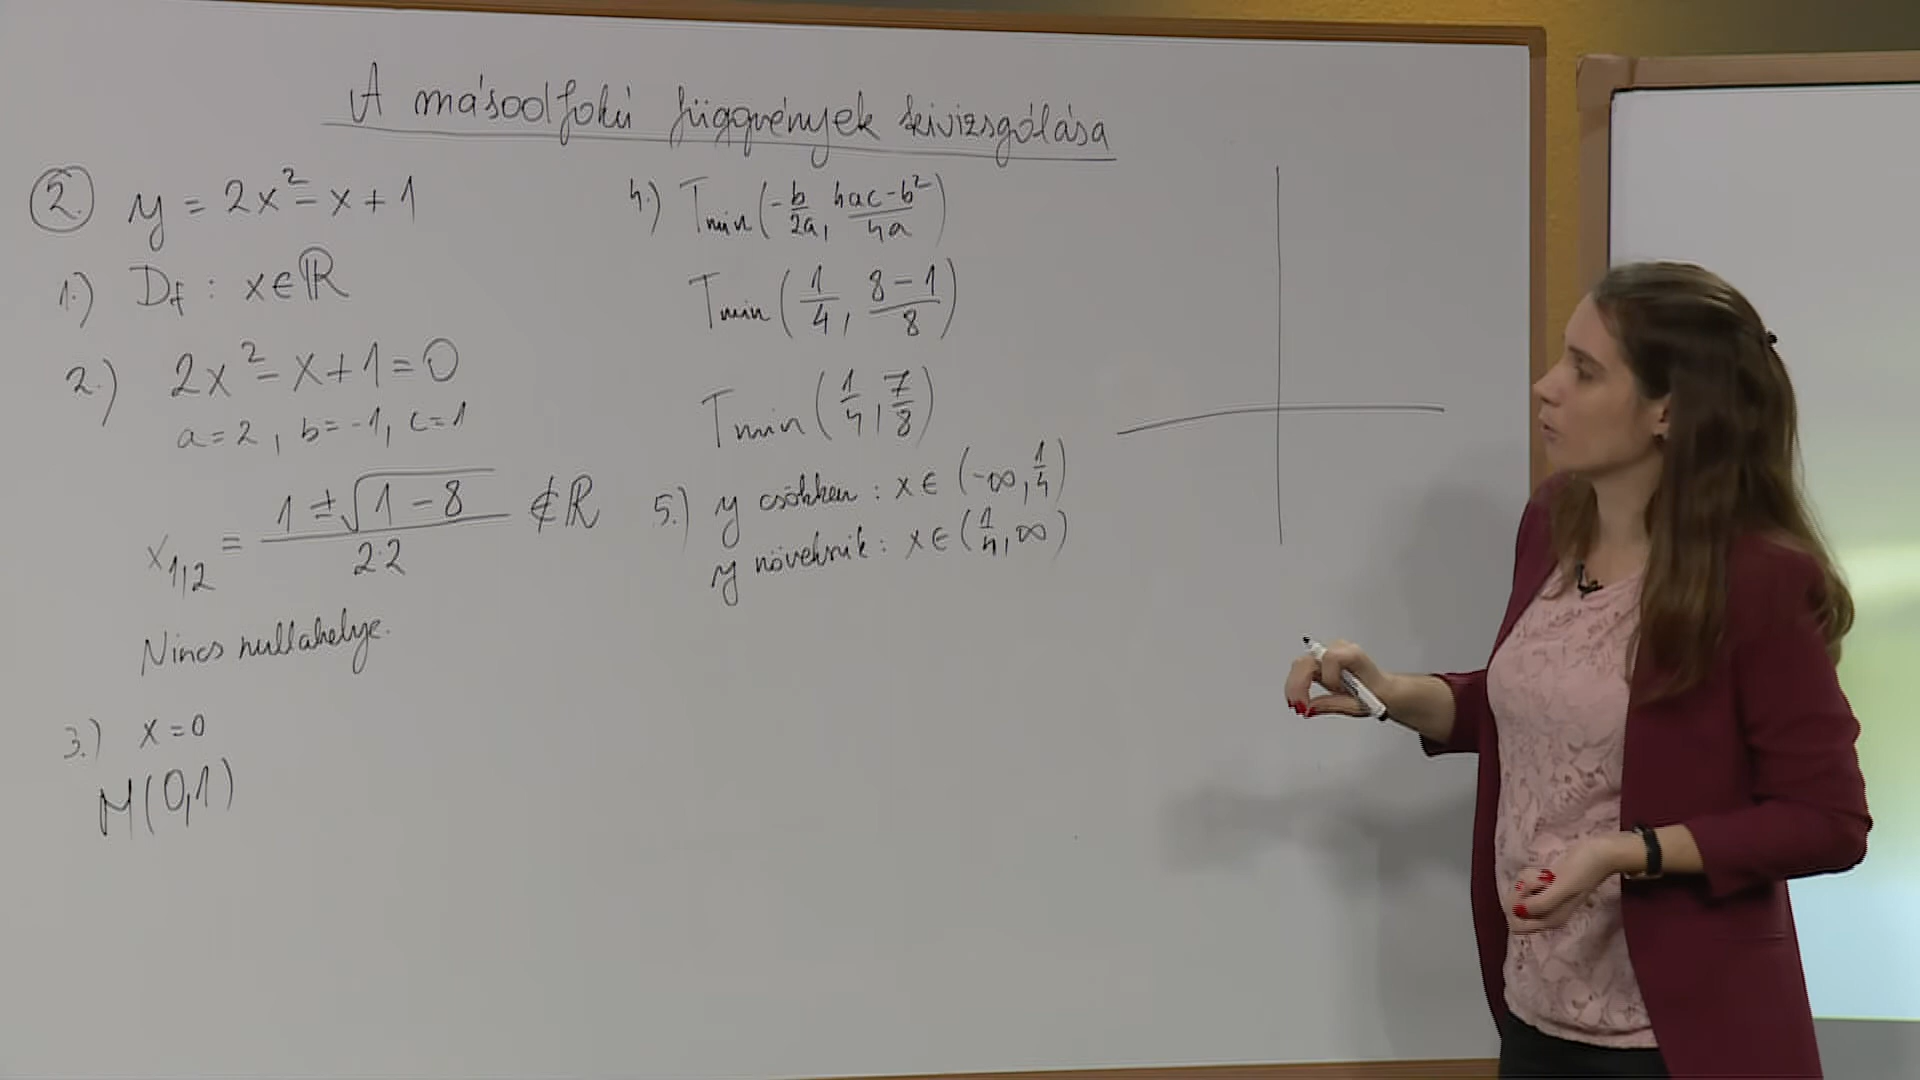 A másodfokú függvények kivizsgálása
2. y = 2x² - x + 1
1.) Df : x∈ℝ
2.) 2x² - x + 1 = 0
a=2, b=-1, c=1
x1,2 = (1 ± √(1-8)) / (2·2) ∉ ℝ
Nincs nullahelye.
3.) x=0
M(0,1)
4.) Tmin(-b/2a, (4ac-b²)/4a)
Tmin(1/4, (8-1)/8)
Tmin(1/4, 7/8)
5.) y csökken : x∈(-∞, 1/4)
y növekszik : x∈(1/4, ∞)